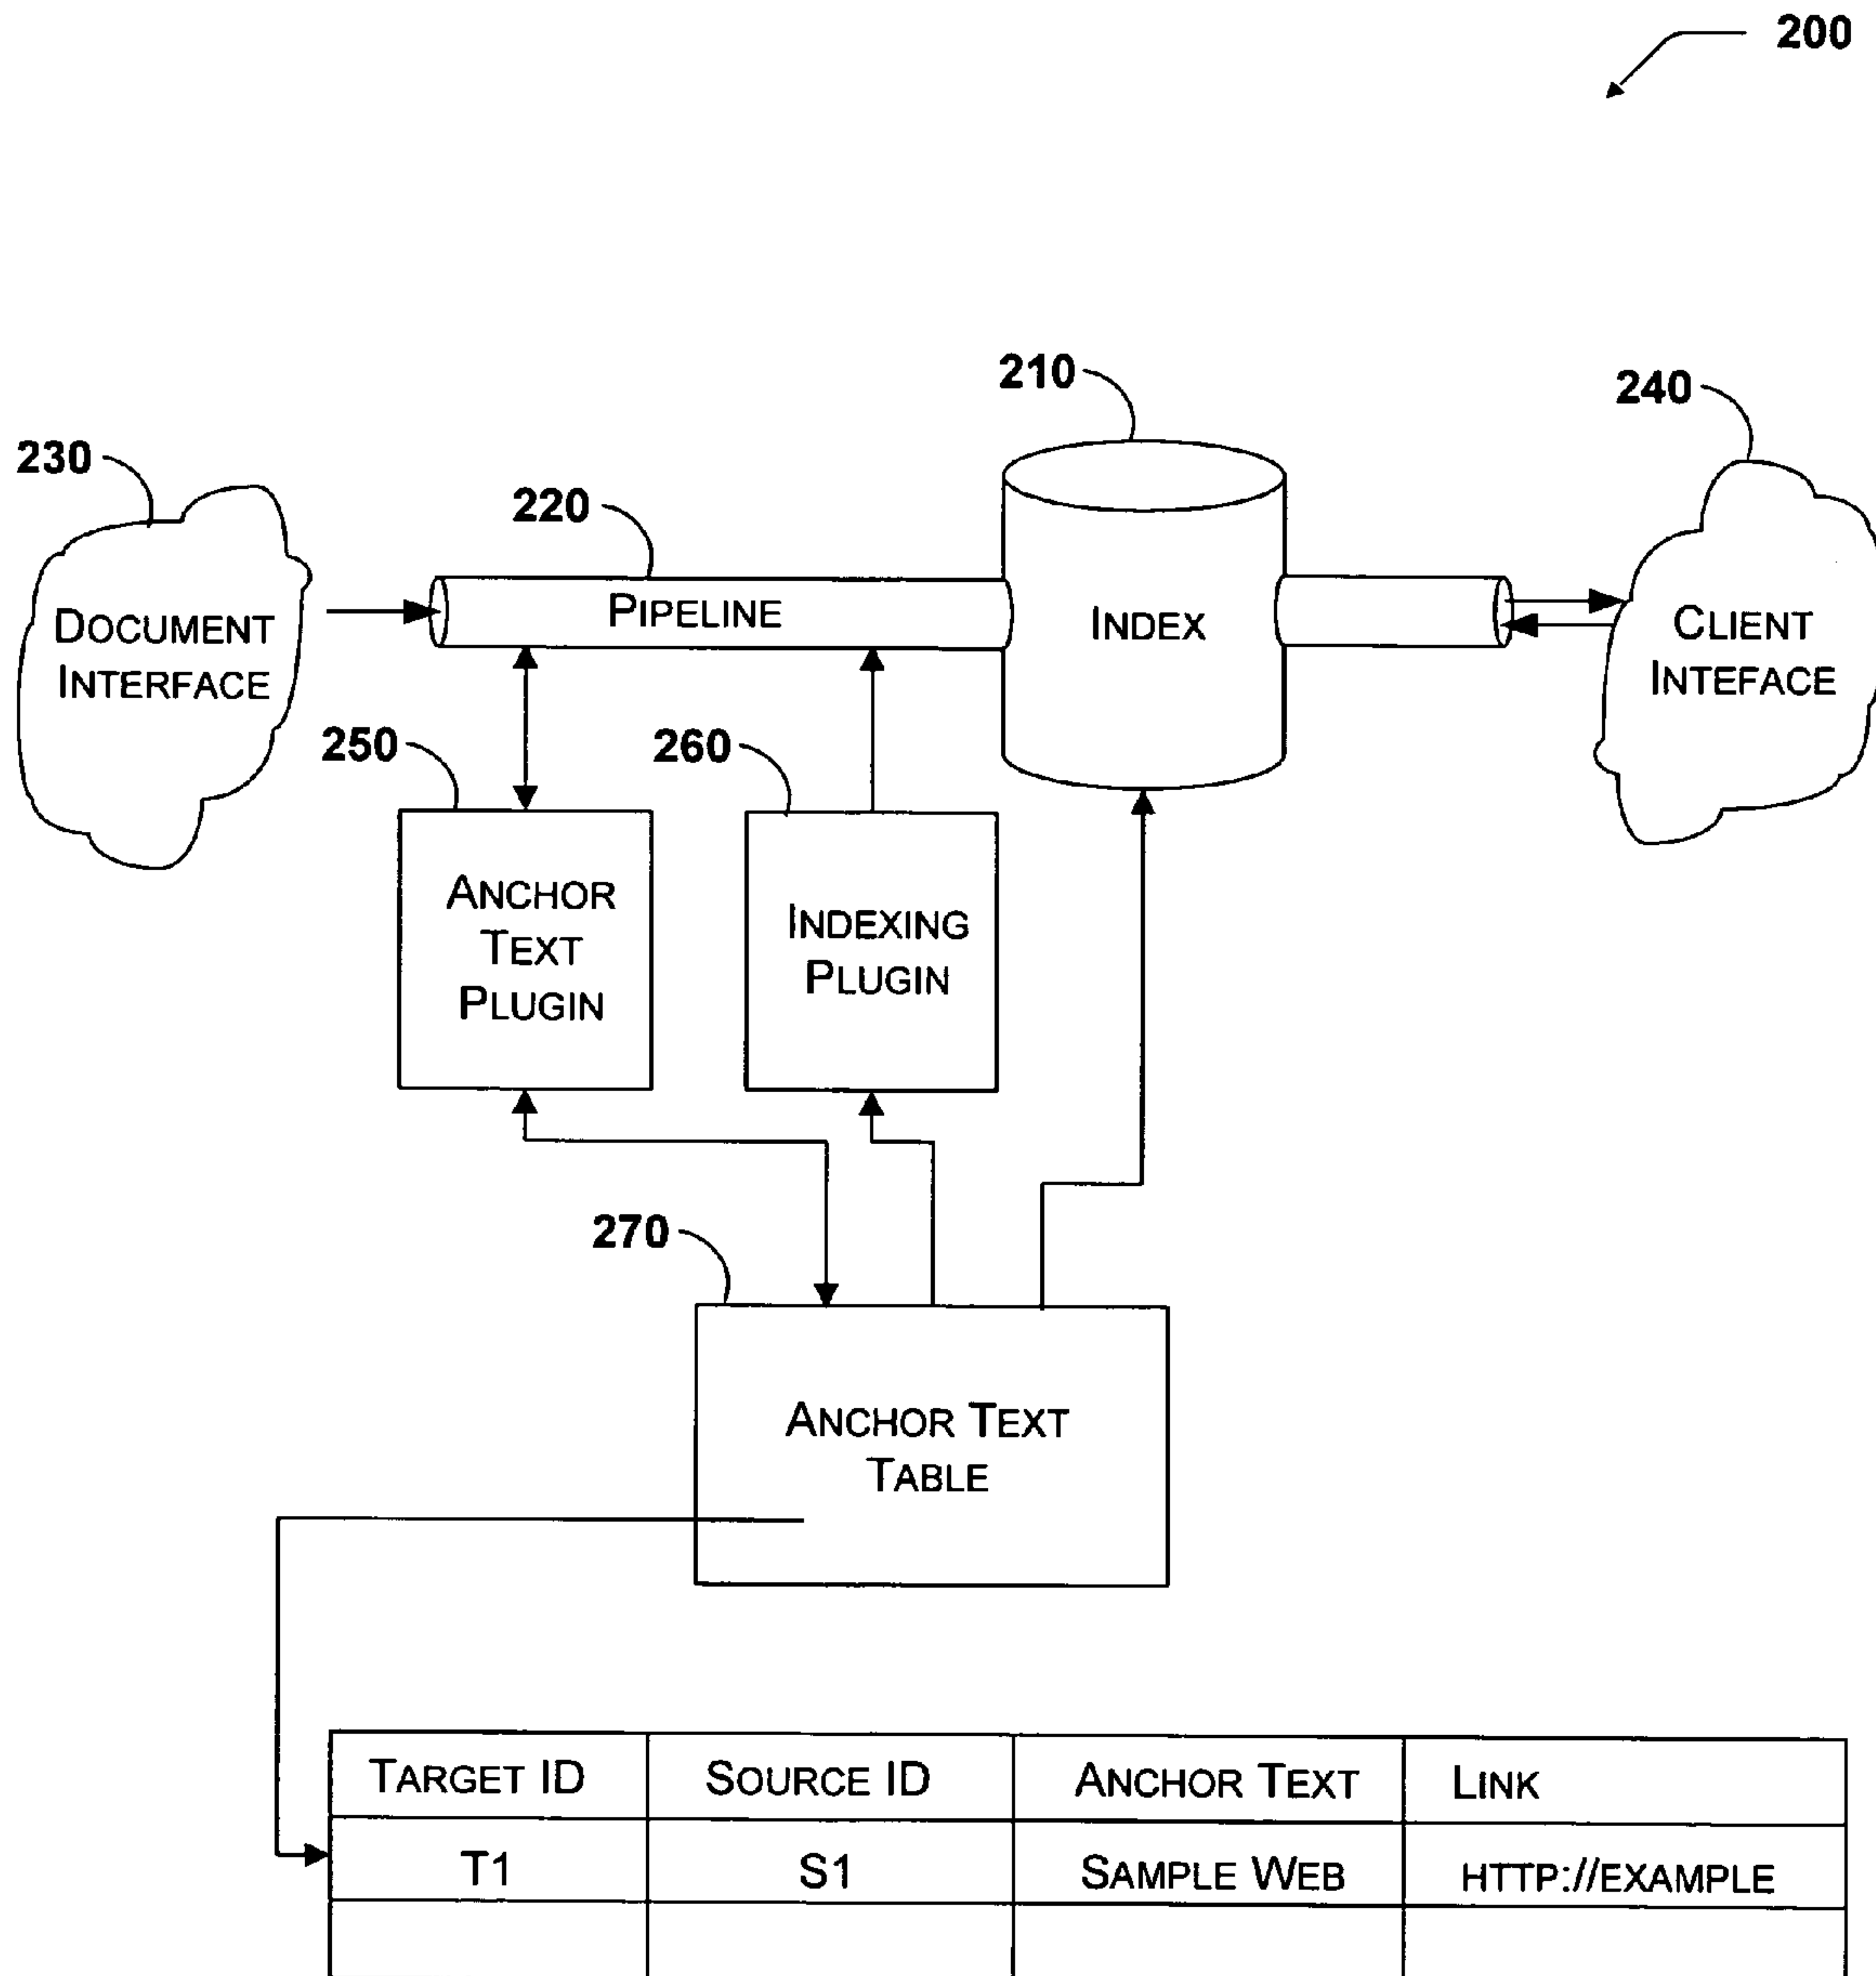 200
210
240
230
220
PIPELINE
INDEX
DOCUMENT
INTERFACE
CLIENT
INTEFACE
250
260
ANCHOR
TEXT
PLUGIN
INDEXING
PLUGIN
270
ANCHOR TEXT
TABLE
TARGET ID SOURCE ID ANCHOR TEXT LINK
T1 S1 SAMPLE WEB HTTP://EXAMPLE